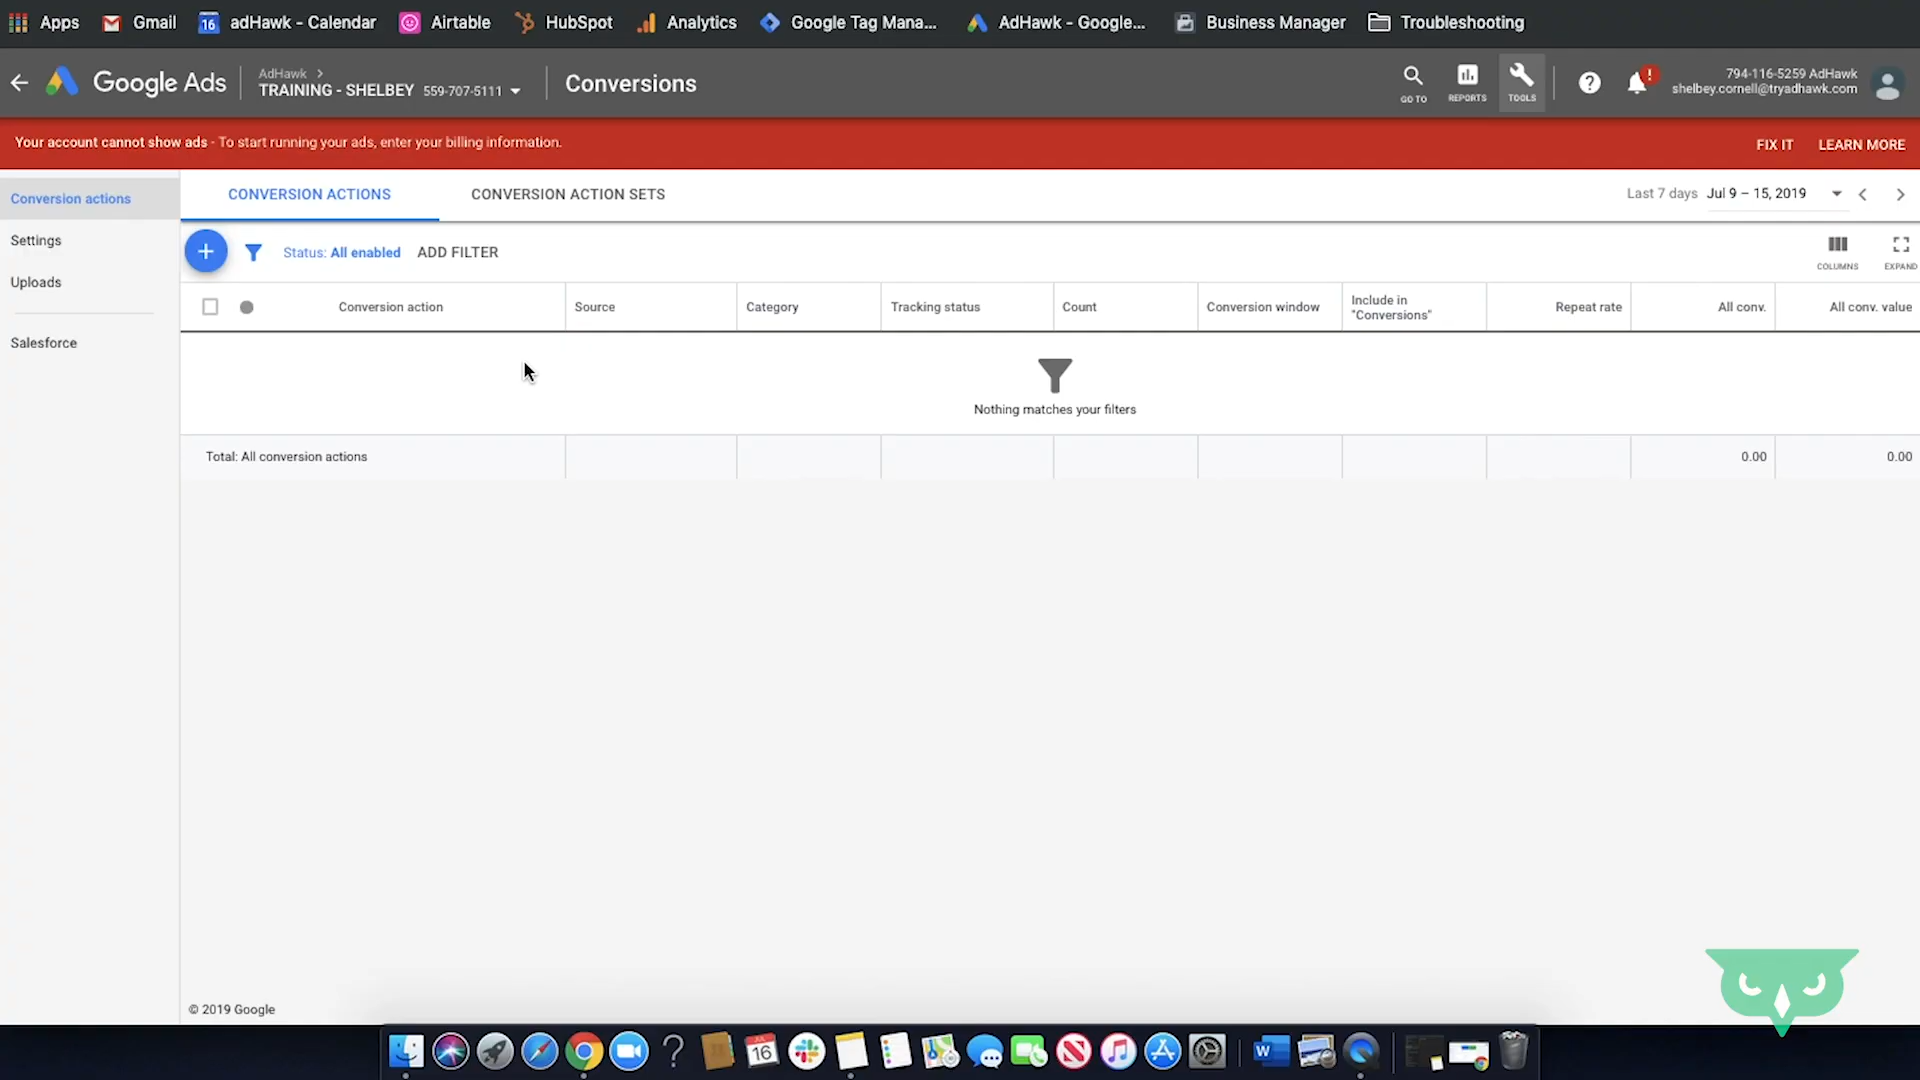 Apps Gmail 16 adHawk - Calendar Airtable HubSpot Analytics Google Tag Mana... AdHawk - Google... Business Manager Troubleshooting
Google Ads
AdHawk >
TRAINING - SHELBEY 559-707-5111
Conversions
GO TO
REPORTS
TOOLS
?
!
794-116-5259 AdHawk
shelbey.cornell@tryadhawk.com
Your account cannot show ads - To start running your ads, enter your billing information.
FIX IT LEARN MORE
Conversion actions
Settings
Uploads
Salesforce
CONVERSION ACTIONS CONVERSION ACTION SETS
Last 7 days Jul 9 – 15, 2019
+ Status: All enabled ADD FILTER
COLUMNS
EXPAND
Conversion action Source Category Tracking status Count Conversion window Include in
"Conversions" Repeat rate All conv. All conv. value
Nothing matches your filters
Total: All conversion actions 0.00 0.00
© 2019 Google
?
JUL
16
W